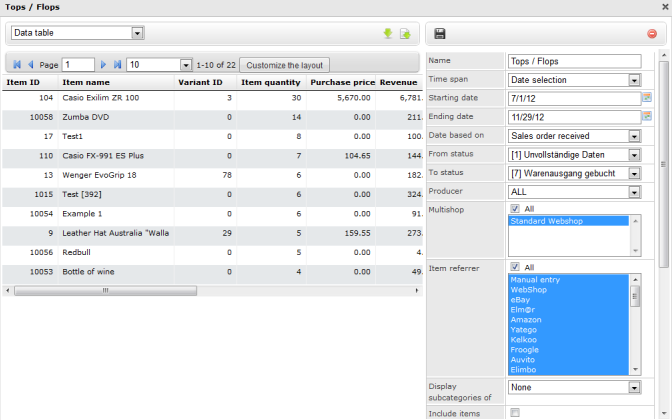 Tops / Flops
Data table
Page 1 10 1-10 of 22 Customize the layout
Item ID Item name Variant ID Item quantity Purchase price Revenue
104 Casio Exilim ZR 100 3 30 5,670.00 6,781.
10058 Zumba DVD 0 14 0.00 211.
17 Test1 0 8 0.00 100.
110 Casio FX-991 ES Plus 0 7 104.65 144.
13 Wenger EvoGrip 18 78 6 0.00 182.
1015 Test [392] 0 6 0.00 324.
10054 Example 1 0 6 0.00 91.
9 Leather Hat Australia "Walla 29 5 159.55 273.
10056 Redbull 0 5 0.00 4.
10053 Bottle of wine 0 4 0.00 49.
Name Tops / Flops
Time span Date selection
Starting date 7/1/12
Ending date 11/29/12
Date based on Sales order received
From status [1] Unvollständige Daten
To status [7] Warenausgang gebucht
Producer ALL
Multishop All
Standard Webshop
Item referrer All
Manual entry
WebShop
eBay
Elm@r
Amazon
Yatego
Kelkoo
Froogle
Auvito
Elimbo
Display subcategories of None
Include items